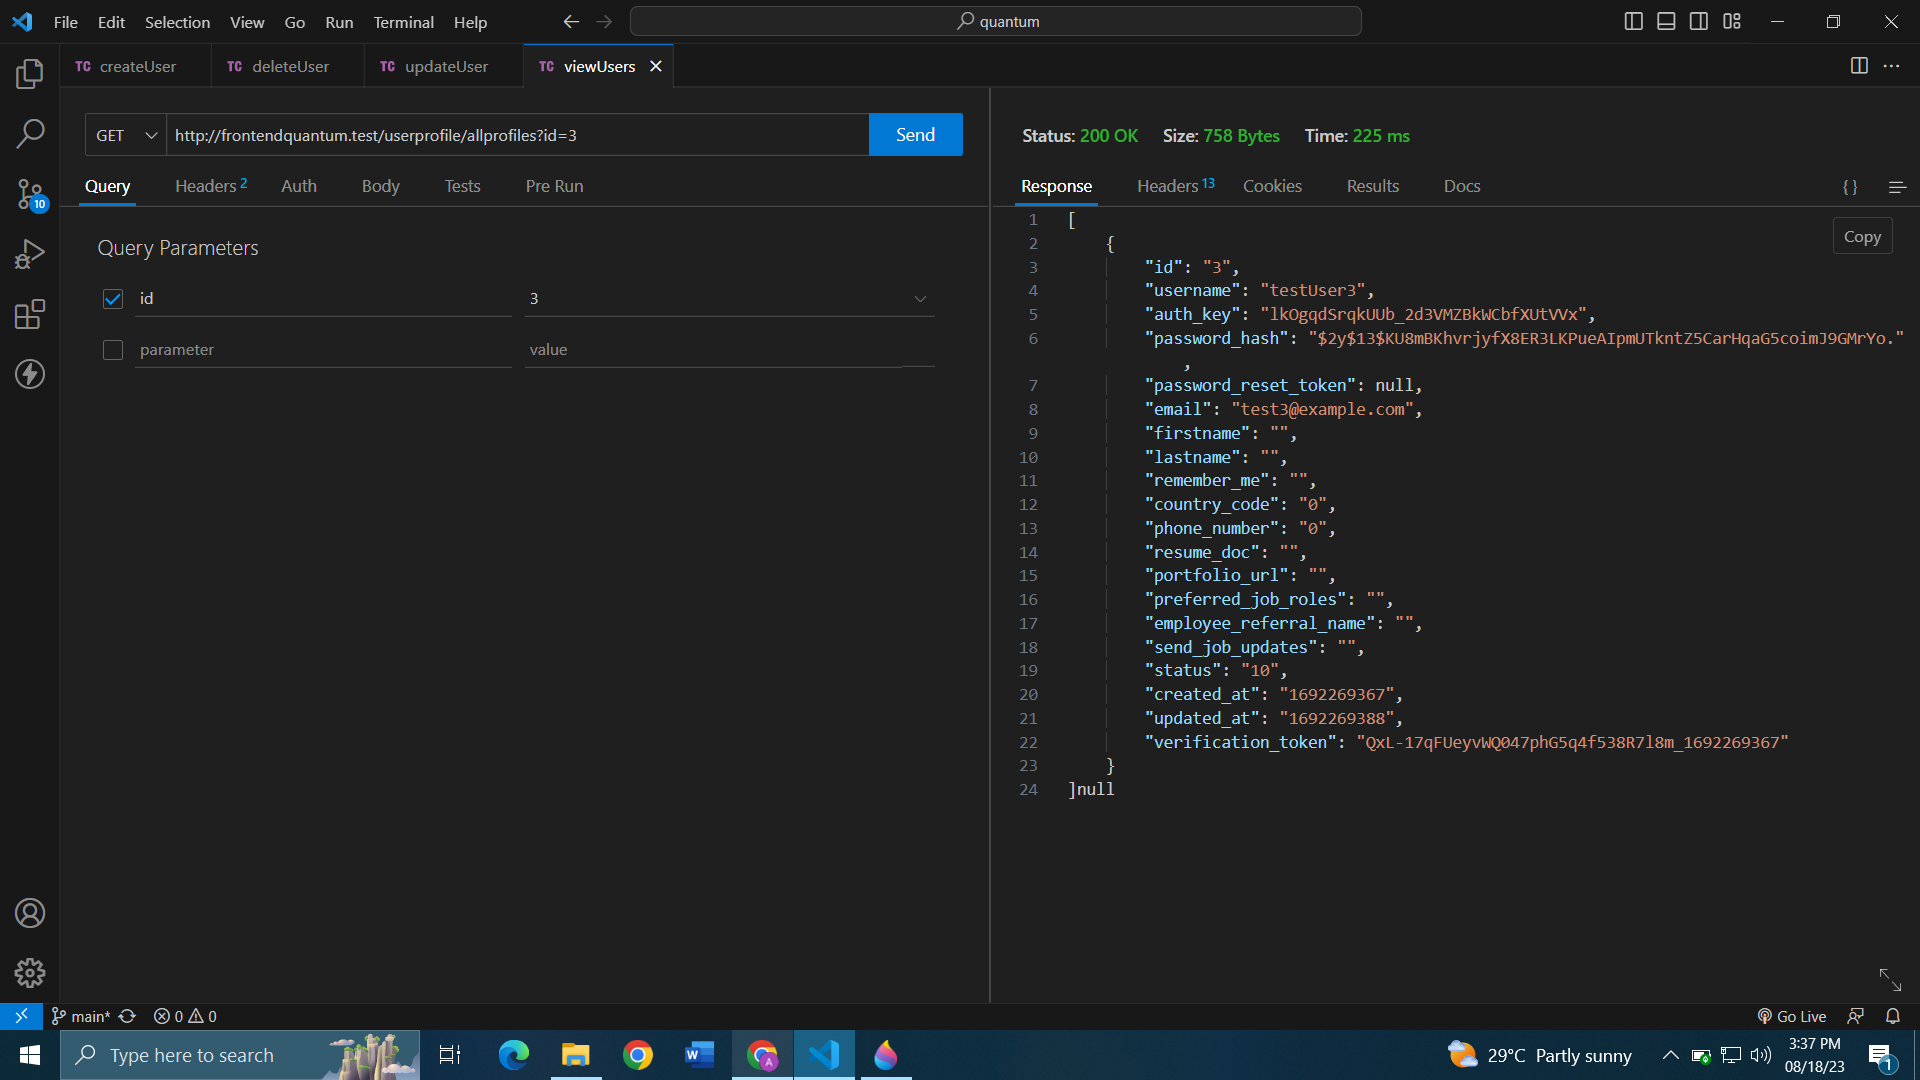 File Edit Selection View Go Run Terminal Help
quantum
TC createUser
TC deleteUser
TC updateUser
TC viewUsers
GET http://frontendquantum.test/userprofile/allprofiles?id=3 Send
Query Headers 2 Auth Body Tests Pre Run
Query Parameters
id 3
parameter value
Status: 200 OK Size: 758 Bytes Time: 225 ms
Response Headers 13 Cookies Results Docs {}
Copy
1 [
2 {
3 "id": "3",
4 "username": "testUser3",
5 "auth_key": "lkOgqdSrqkUUb_2d3VMZBkWCbfXUtVVx",
6 "password_hash": "$2y$13$KU8mBKhvrjyfX8ER3LKPueAIpmUTkntZ5CarHqaG5coimJ9GMrYo."
,
7 "password_reset_token": null,
8 "email": "test3@example.com",
9 "firstname": "",
10 "lastname": "",
11 "remember_me": "",
12 "country_code": "0",
13 "phone_number": "0",
14 "resume_doc": "",
15 "portfolio_url": "",
16 "preferred_job_roles": "",
17 "employee_referral_name": "",
18 "send_job_updates": "",
19 "status": "10",
20 "created_at": "1692269367",
21 "updated_at": "1692269388",
22 "verification_token": "QxL-17qFUeyvWQ047phG5q4f538R7l8m_1692269367"
23 }
24 ]null
10
main* 0 0
Go Live
Type here to search
29°C Partly sunny
3:37 PM
08/18/23
1